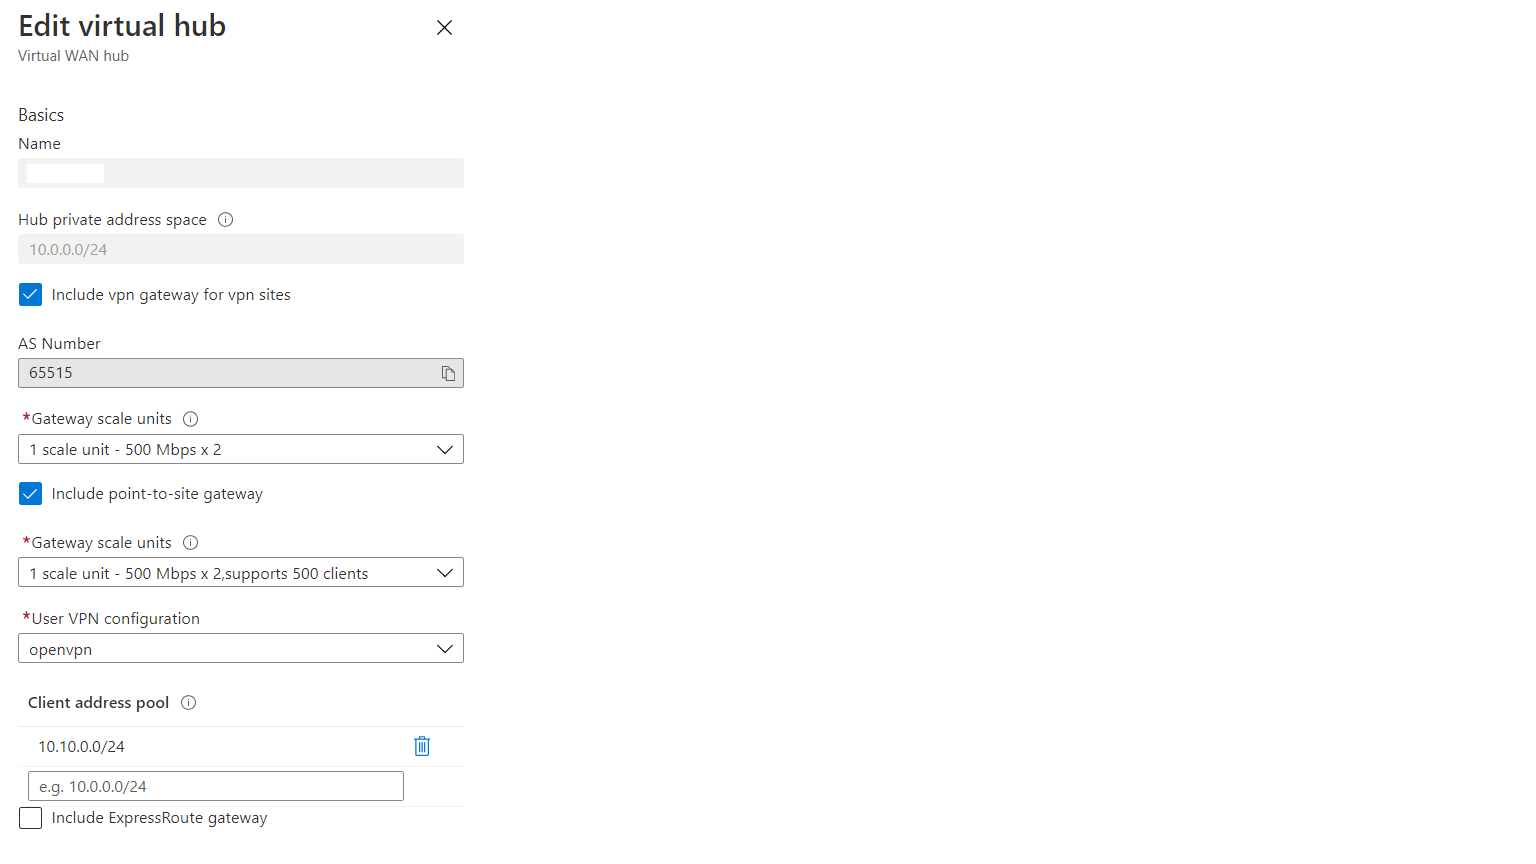 Edit virtual hub
Virtual WAN hub
Basics
Name
Hub private address space
10.0.0.0/24
Include vpn gateway for vpn sites
AS Number
65515
*Gateway scale units
1 scale unit - 500 Mbps x 2
Include point-to-site gateway
*Gateway scale units
1 scale unit - 500 Mbps x 2,supports 500 clients
*User VPN configuration
openvpn
Client address pool
10.10.0.0/24
e.g. 10.0.0.0/24
Include ExpressRoute gateway